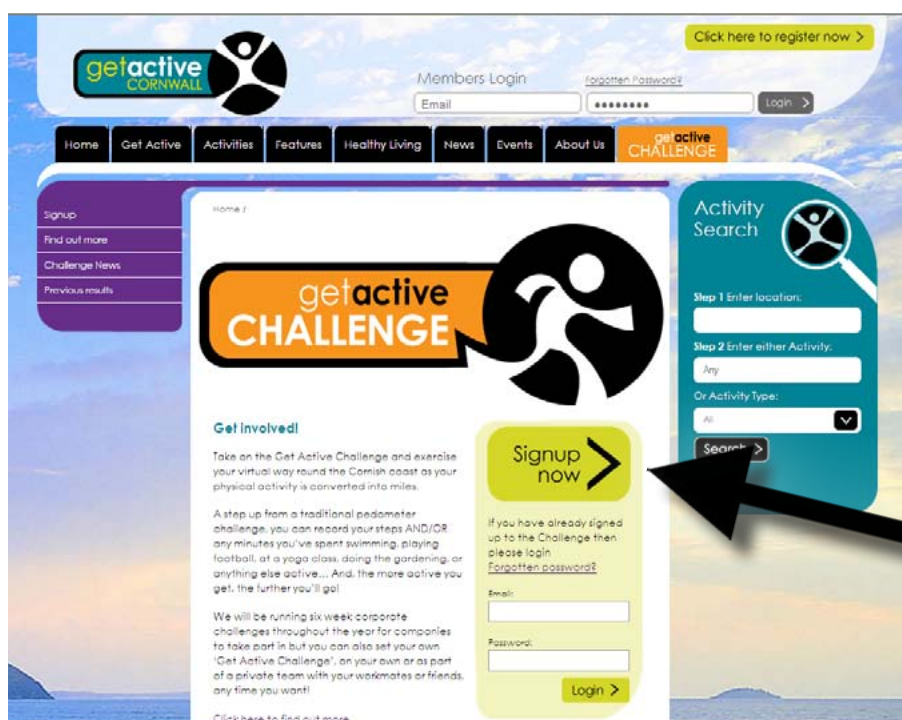 Click here to register now >
getactive
CORNWALL
Members Login
Forgotten Password?
Email
Login >
Home
Get Active
Activities
Features
Healthy Living
News
Events
About Us
getactive
CHALLENGE
Signup
Find out more
Challenge News
Previous results
Home /
getactive
CHALLENGE
Get involved!
Take on the Get Active Challenge and exercise
your virtual way round the Cornish coast as your
physical activity is converted into miles.
A step up from a traditional pedometer
challenge, you can record your steps AND/OR
any minutes you've spent swimming, playing
football, at a yoga class, doing the gardening, or
anything else active... And, the more active you
get, the further you'll go!
We will be running six week corporate
challenges throughout the year for companies
to take part in but you can also set your own
'Get Active Challenge', on your own or as part
of a private team with your workmates or friends,
any time you want!
Click here to find out more
Signup
now
If you have already signed
up to the Challenge then
please login
Forgotten password?
Email:
Password:
Login >
Activity
Search
Step 1 Enter location:
Step 2 Enter either Activity:
Any
Or Activity Type:
All
Search >